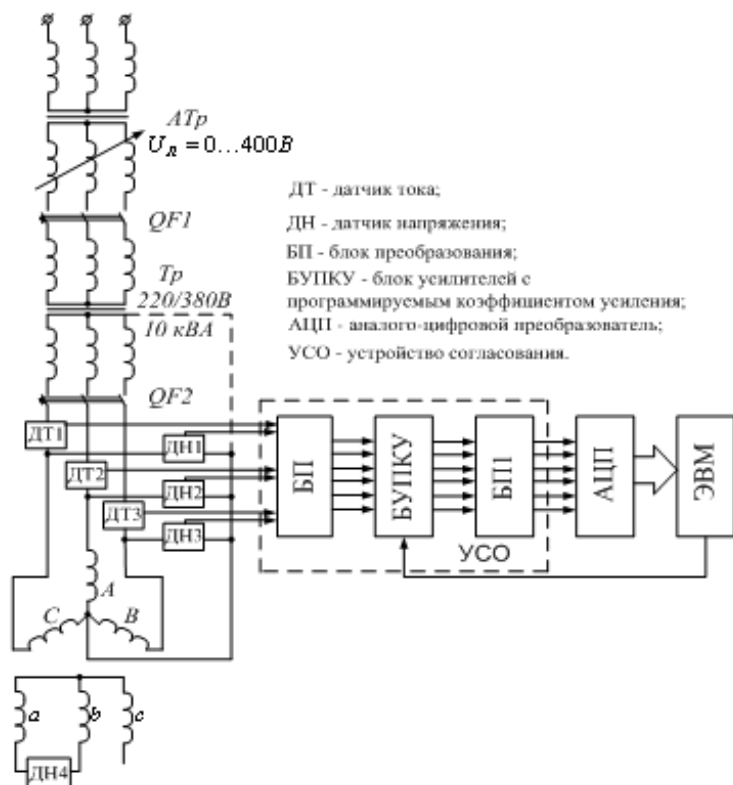 АТр
U_Л = 0...400В
QF1
Тр
220/380В
10 кВА
QF2
ДТ - датчик тока;
ДН - датчик напряжения;
БП - блок преобразования;
БУПКУ - блок усилителей с
программируемым коэффициентом усиления;
АЦП - аналого-цифровой преобразователь;
УСО - устройство согласования.
ДТ1
ДН1
ДТ2
ДН2
ДТ3
ДН3
БП
БУПКУ
БП1
АЦП
ЭВМ
УСО
A
C
B
a
b
c
ДН4